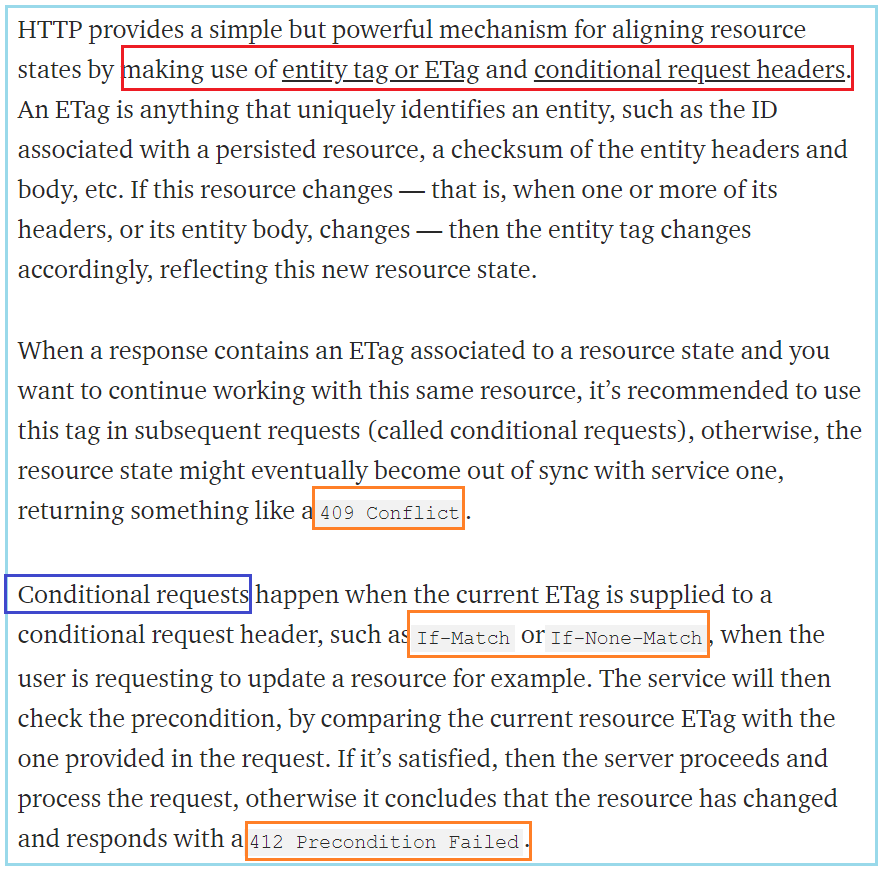 HTTP provides a simple but powerful mechanism for aligning resource
states by making use of entity tag or ETag and conditional request headers.
An ETag is anything that uniquely identifies an entity, such as the ID
associated with a persisted resource, a checksum of the entity headers and
body, etc. If this resource changes — that is, when one or more of its
headers, or its entity body, changes — then the entity tag changes
accordingly, reflecting this new resource state.
When a response contains an ETag associated to a resource state and you
want to continue working with this same resource, it’s recommended to use
this tag in subsequent requests (called conditional requests), otherwise, the
resource state might eventually become out of sync with service one,
returning something like a 409 Conflict.
Conditional requests happen when the current ETag is supplied to a
conditional request header, such as If-Match or If-None-Match, when the
user is requesting to update a resource for example. The service will then
check the precondition, by comparing the current resource ETag with the
one provided in the request. If it’s satisfied, then the server proceeds and
process the request, otherwise it concludes that the resource has changed
and responds with a 412 Precondition Failed.